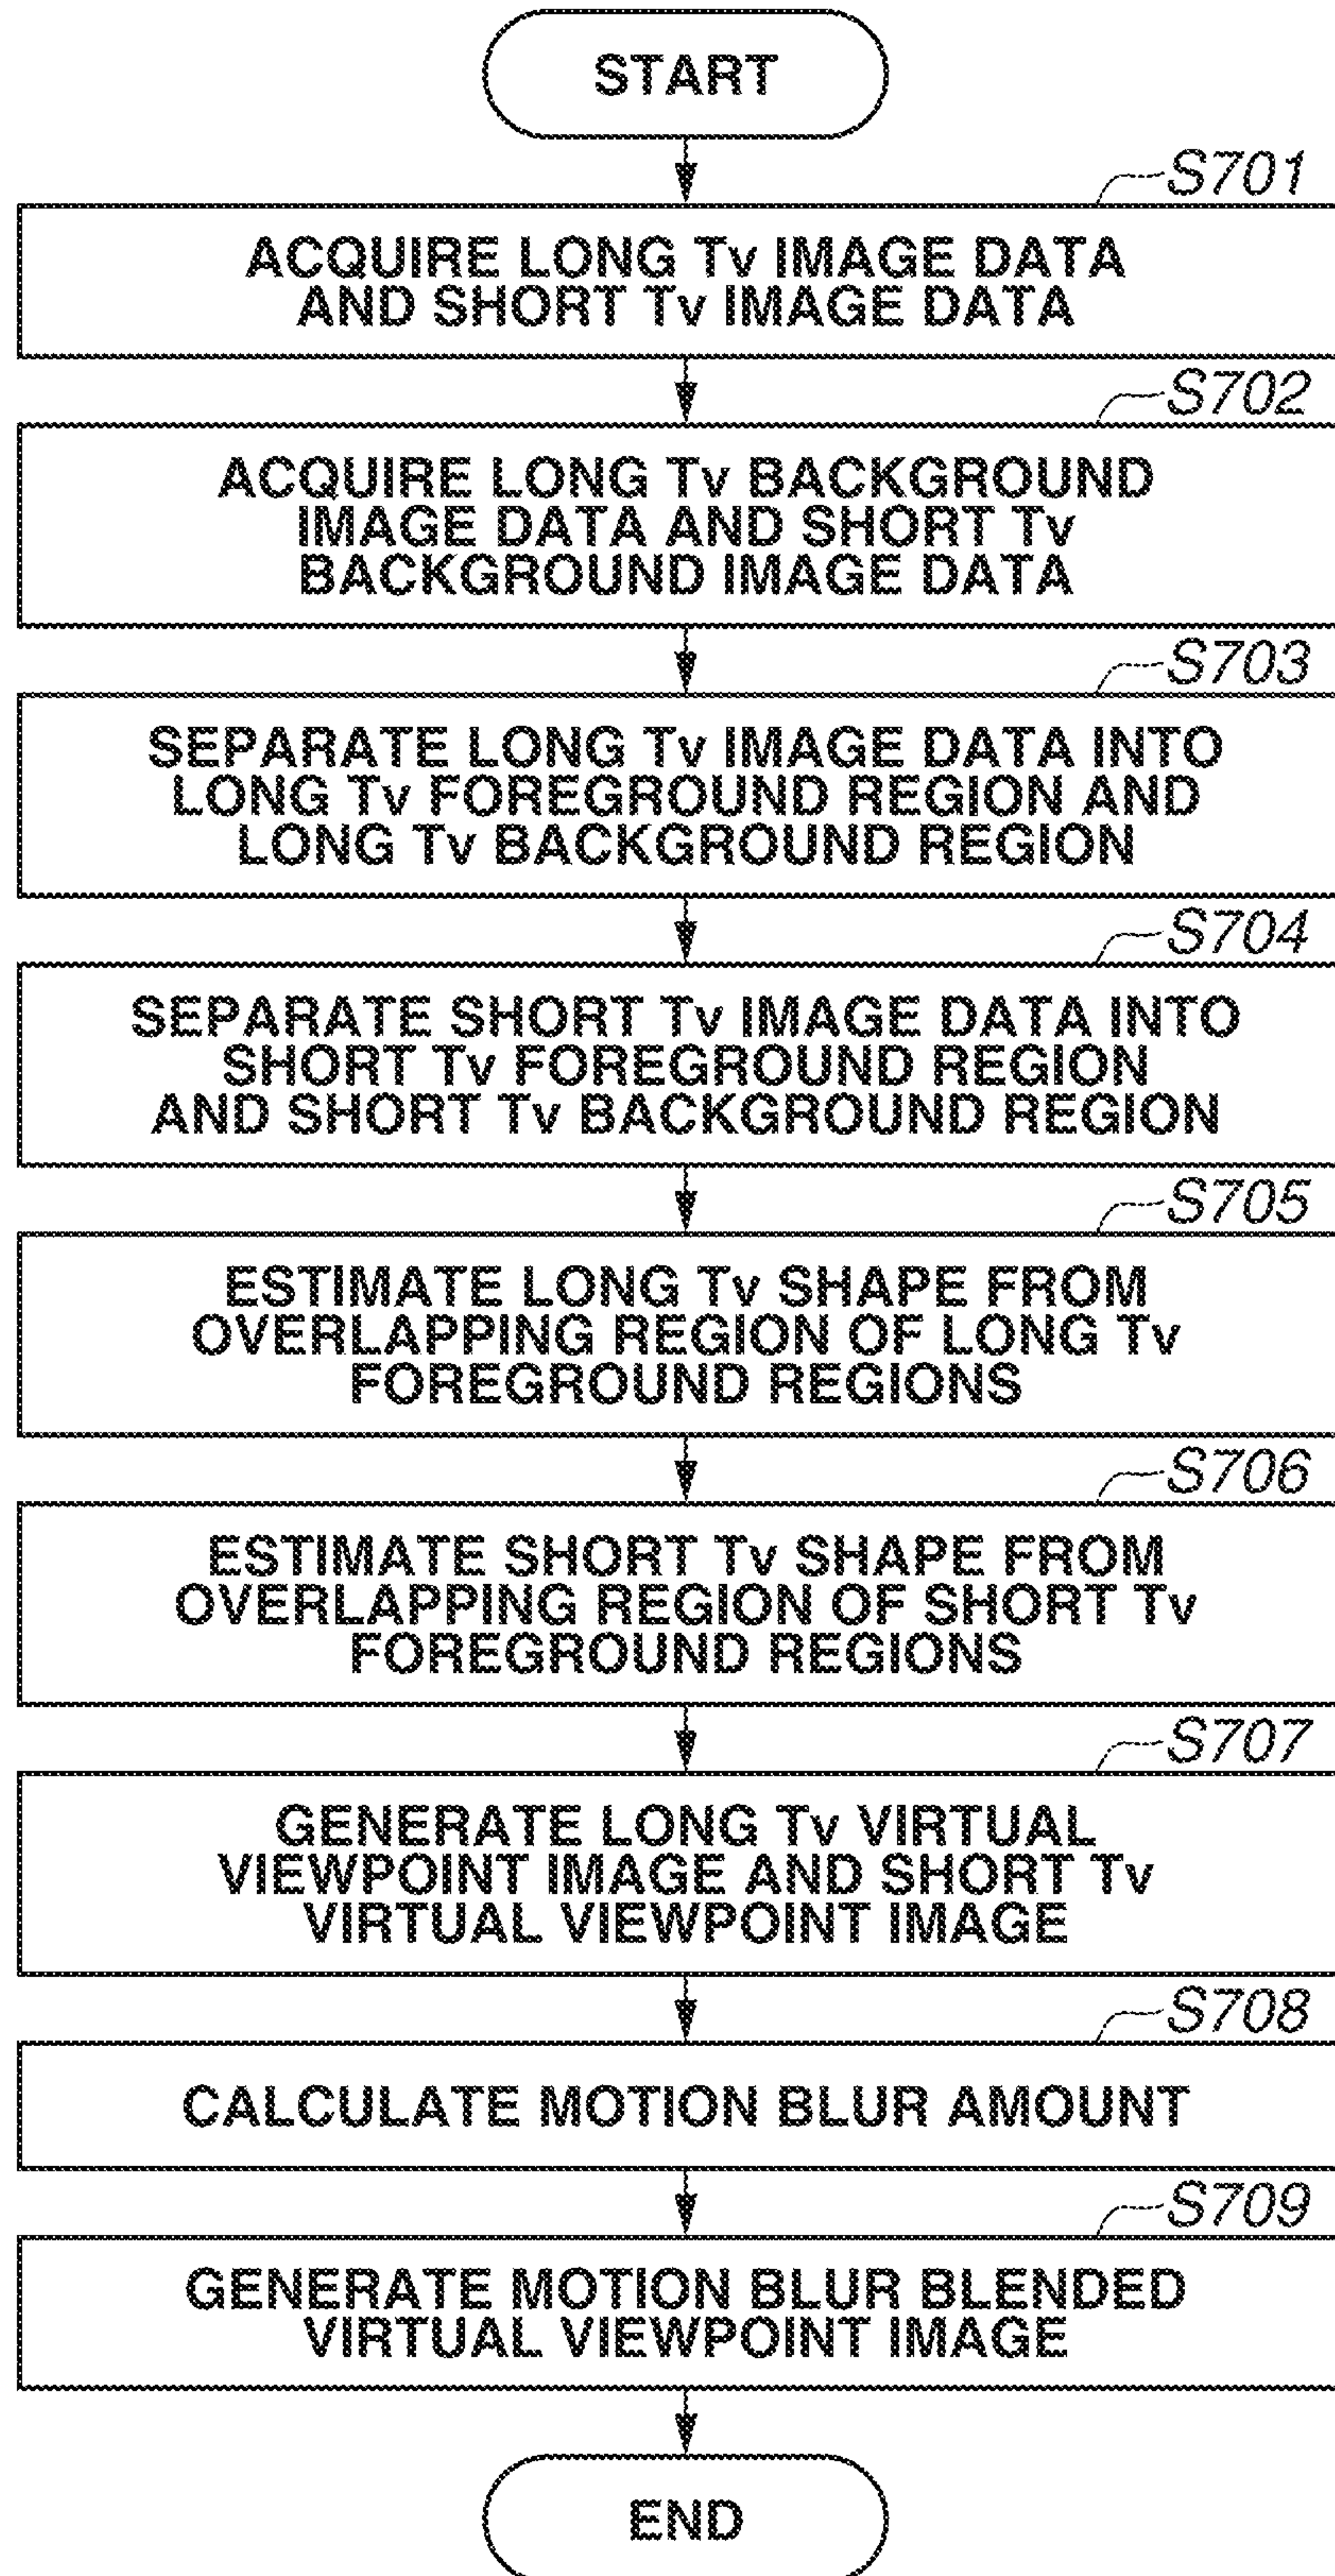 START
S701
ACQUIRE LONG Tv IMAGE DATA
AND SHORT Tv IMAGE DATA
S702
ACQUIRE LONG Tv BACKGROUND
IMAGE DATA AND SHORT Tv
BACKGROUND IMAGE DATA
S703
SEPARATE LONG Tv IMAGE DATA INTO
LONG Tv FOREGROUND REGION AND
LONG Tv BACKGROUND REGION
S704
SEPARATE SHORT Tv IMAGE DATA INTO
SHORT Tv FOREGROUND REGION
AND SHORT Tv BACKGROUND REGION
S705
ESTIMATE LONG Tv SHAPE FROM
OVERLAPPING REGION OF LONG Tv
FOREGROUND REGIONS
S706
ESTIMATE SHORT Tv SHAPE FROM
OVERLAPPING REGION OF SHORT Tv
FOREGROUND REGIONS
S707
GENERATE LONG Tv VIRTUAL
VIEWPOINT IMAGE AND SHORT Tv
VIRTUAL VIEWPOINT IMAGE
S708
CALCULATE MOTION BLUR AMOUNT
S709
GENERATE MOTION BLUR BLENDED
VIRTUAL VIEWPOINT IMAGE
END